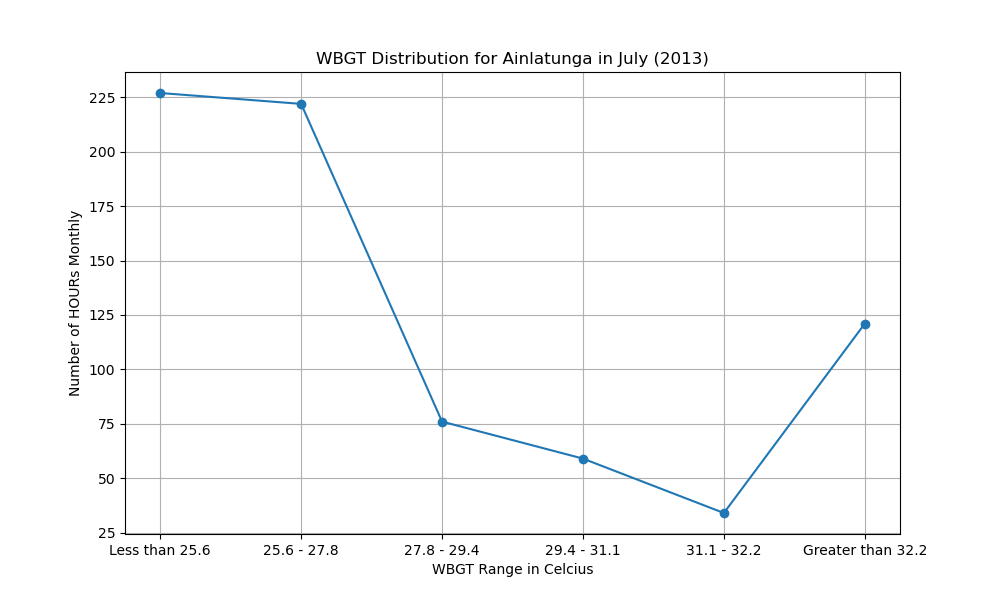 WBGT Distribution for Ainlatunga in July (2013)
Number of HOURs Monthly
225
200
175
150
125
100
75
50
25
Less than 25.6 25.6 - 27.8 27.8 - 29.4 29.4 - 31.1 31.1 - 32.2 Greater than 32.2
WBGT Range in Celcius